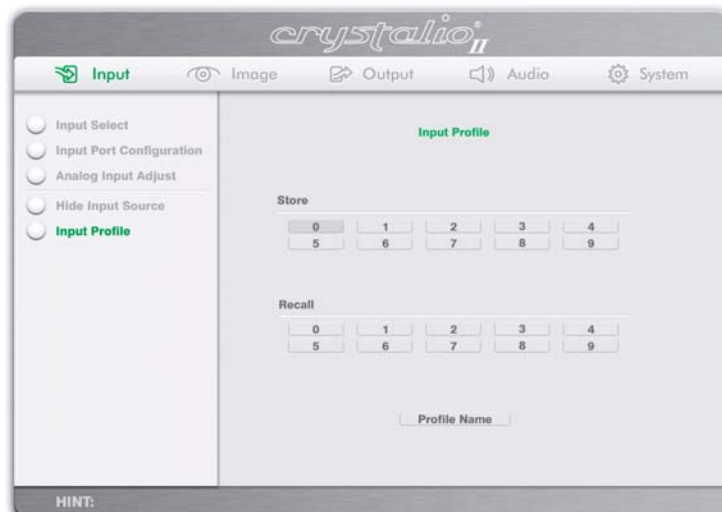 crystalio II
Input Image Output Audio System
Input Select
Input Port Configuration
Analog Input Adjust
Hide Input Source
Input Profile
Input Profile
Store
0 1 2 3 4
5 6 7 8 9
Recall
0 1 2 3 4
5 6 7 8 9
Profile Name
HINT: